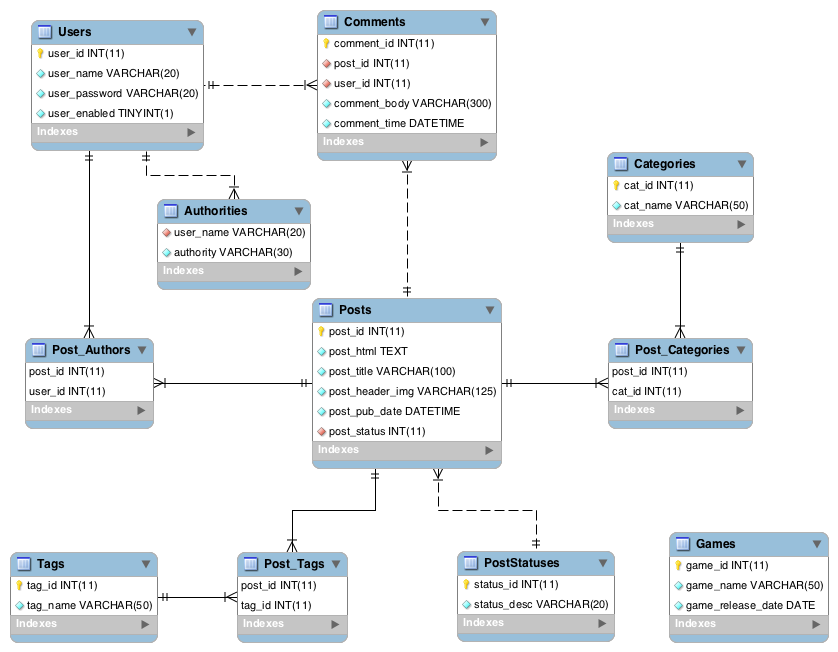 Users
user_id INT(11)
user_name VARCHAR(20)
user_password VARCHAR(20)
user_enabled TINYINT(1)
Indexes
Comments
comment_id INT(11)
post_id INT(11)
user_id INT(11)
comment_body VARCHAR(300)
comment_time DATETIME
Indexes
Authorities
user_name VARCHAR(20)
authority VARCHAR(30)
Indexes
Categories
cat_id INT(11)
cat_name VARCHAR(50)
Indexes
Post_Authors
post_id INT(11)
user_id INT(11)
Indexes
Posts
post_id INT(11)
post_html TEXT
post_title VARCHAR(100)
post_header_img VARCHAR(125)
post_pub_date DATETIME
post_status INT(11)
Indexes
Post_Categories
post_id INT(11)
cat_id INT(11)
Indexes
Tags
tag_id INT(11)
tag_name VARCHAR(50)
Indexes
Post_Tags
post_id INT(11)
tag_id INT(11)
Indexes
PostStatuses
status_id INT(11)
status_desc VARCHAR(20)
Indexes
Games
game_id INT(11)
game_name VARCHAR(50)
game_release_date DATE
Indexes